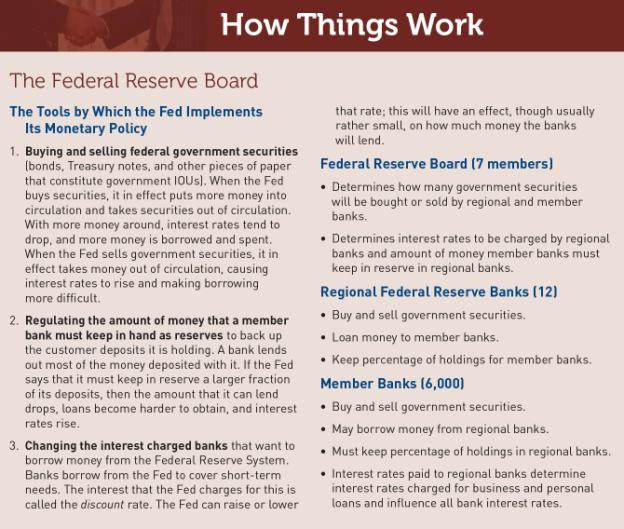 How Things Work
The Federal Reserve Board
The Tools by Which the Fed Implements
Its Monetary Policy
1. Buying and selling federal government securities
(bonds, Treasury notes, and other pieces of paper
that constitute government IOUs). When the Fed
buys securities, it in effect puts more money into
circulation and takes securities out of circulation.
With more money around, interest rates tend to
drop, and more money is borrowed and spent.
When the Fed sells government securities, it in
effect takes money out of circulation, causing
interest rates to rise and making borrowing
more difficult.
2. Regulating the amount of money that a member
bank must keep in hand as reserves to back up
the customer deposits it is holding. A bank lends
out most of the money deposited with it. If the Fed
says that it must keep in reserve a larger fraction
of its deposits, then the amount that it can lend
drops, loans become harder to obtain, and interest
rates rise.
3. Changing the interest charged banks that want to
borrow money from the Federal Reserve System.
Banks borrow from the Fed to cover short-term
needs. The interest that the Fed charges for this is
called the discount rate. The Fed can raise or lower
that rate; this will have an effect, though usually
rather small, on how much money the banks
will lend.
Federal Reserve Board (7 members)
• Determines how many government securities
will be bought or sold by regional and member
banks.
• Determines interest rates to be charged by regional
banks and amount of money member banks must
keep in reserve in regional banks.
Regional Federal Reserve Banks (12)
• Buy and sell government securities.
• Loan money to member banks.
• Keep percentage of holdings for member banks.
Member Banks (6,000)
• Buy and sell government securities.
• May borrow money from regional banks.
• Must keep percentage of holdings in regional banks.
• Interest rates paid to regional banks determine
interest rates charged for business and personal
loans and influence all bank interest rates.